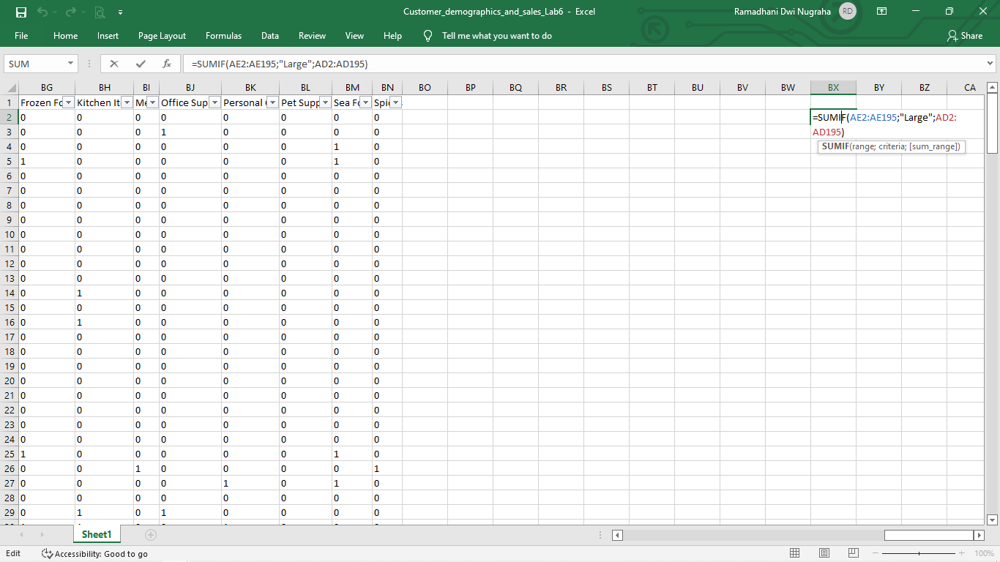 Customer_demographics_and_sales_Lab6 - Excel
Ramadhani Dwi Nugraha RD
File Home Insert Page Layout Formulas Data Review View Help Tell me what you want to do Share
SUM fx =SUMIF(AE2:AE195;"Large";AD2:AD195)
BG BH BI BJ BK BL BM BN BO BP BQ BR BS BT BU BV BW BX BY BZ CA
1 Frozen Fo Kitchen It Me Office Sup Personal Pet Supp Sea Fo Spi
2 0 0 0 0 0 0 0 0 =SUMIF(AE2:AE195;"Large";AD2:
3 0 0 0 1 0 0 0 0 AD195)
4 0 0 0 0 0 0 1 0 SUMIF(range; criteria; [sum_range])
5 1 0 0 0 0 0 1 0
6 0 0 0 0 0 0 0 0
7 0 0 0 0 0 0 0 0
8 0 0 0 0 0 0 0 0
9 0 0 0 0 0 0 0 0
10 0 0 0 0 0 0 0 0
11 0 0 0 0 0 0 0 0
12 0 0 0 0 0 0 0 0
13 0 0 0 0 0 0 0 0
14 0 1 0 0 0 0 0 0
15 0 0 0 0 0 0 0 0
16 0 1 0 0 0 0 0 0
17 0 0 0 0 0 0 0 0
18 0 0 0 0 0 0 0 0
19 0 0 0 0 0 0 0 0
20 0 0 0 0 0 0 0 0
21 0 0 0 0 0 0 0 0
22 0 0 0 0 0 0 0 0
23 0 0 0 0 0 0 0 0
24 0 0 0 0 0 0 0 0
25 1 0 0 0 0 0 1 0
26 0 0 1 0 0 0 0 1
27 0 0 0 0 1 0 1 0
28 0 0 0 0 0 0 0 0
29 0 1 0 1 0 0 0 0
Sheet1
Edit Accessibility: Good to go 100%